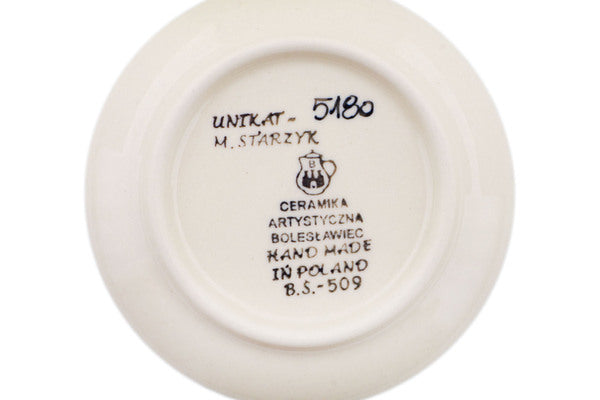 UNIKAT- 5180
M. STARZYK
B
CERAMIKA
ARTYSTYCZNA
BOLESŁAWIEC
HAND MADE
IN POLAND
B.S.-509